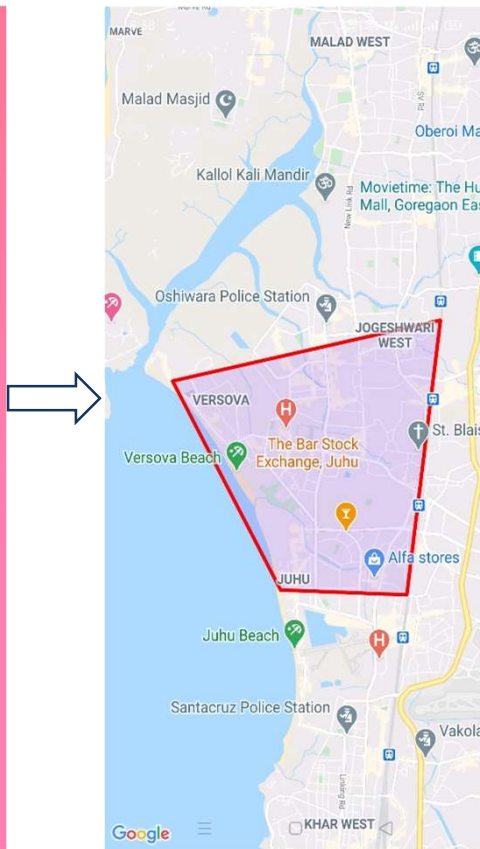 MARVE
MALAD WEST
SV Rd
Malad Masjid
Oberoi Ma
Kallol Kali Mandir
Movietime: The Hu
Mall, Goregaon Eas
New Link Rd
Oshiwara Police Station
JOGESHWARI
WEST
VERSOVA
H
St. Blais
The Bar Stock
Exchange, Juhu
Versova Beach
Alfa stores
JUHU
Juhu Beach
H
Santacruz Police Station
Vakola
Linking Rd
Google
KHAR WEST